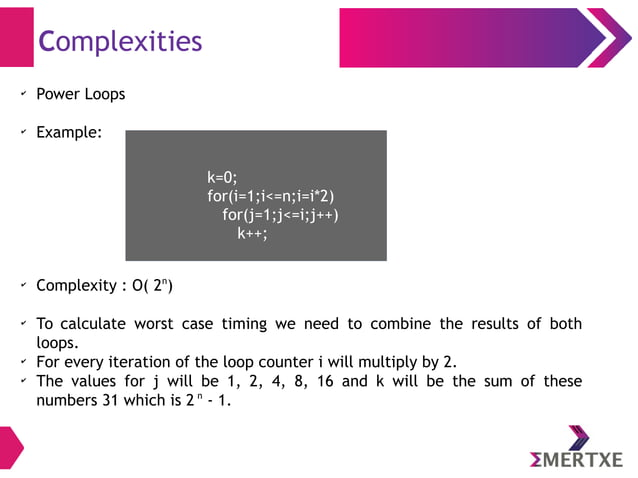 Complexities
✔ Power Loops
✔ Example:
k=0;
for(i=1;i<=n;i=i*2)
for(j=1;j<=i;j++)
k++;
✔ Complexity : O( 2ⁿ)
✔ To calculate worst case timing we need to combine the results of both
loops.
✔ For every iteration of the loop counter i will multiply by 2.
✔ The values for j will be 1, 2, 4, 8, 16 and k will be the sum of these
numbers 31 which is 2 ⁿ - 1.
ΣMERTXE